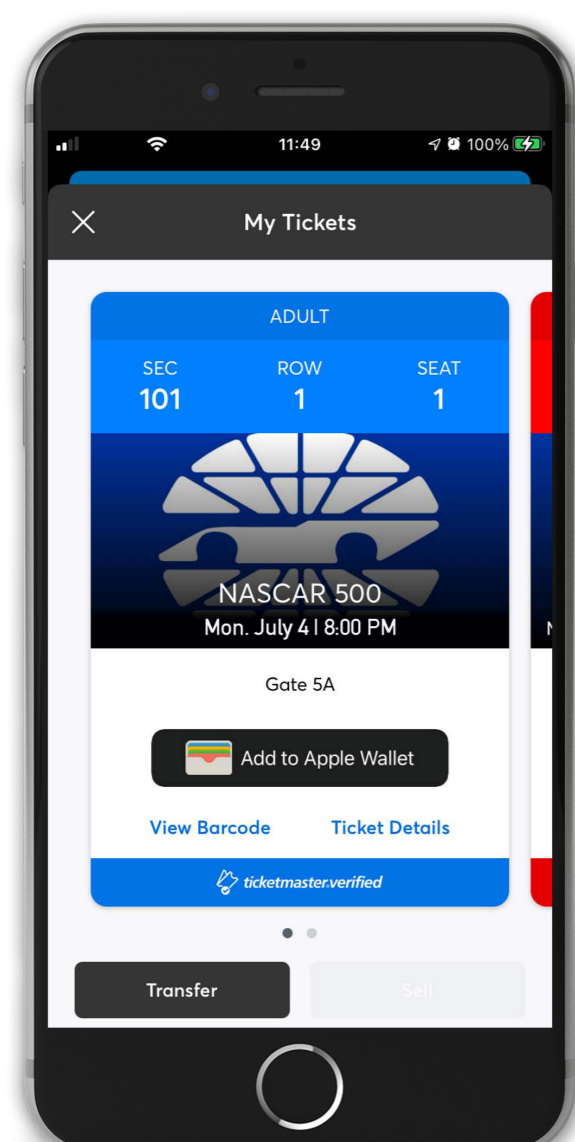 11:49
100%
My Tickets
ADULT
SEC ROW SEAT
101 1 1
NASCAR 500
Mon. July 4 | 8:00 PM
Gate 5A
Add to Apple Wallet
View Barcode Ticket Details
ticketmaster.verified
Transfer Sell